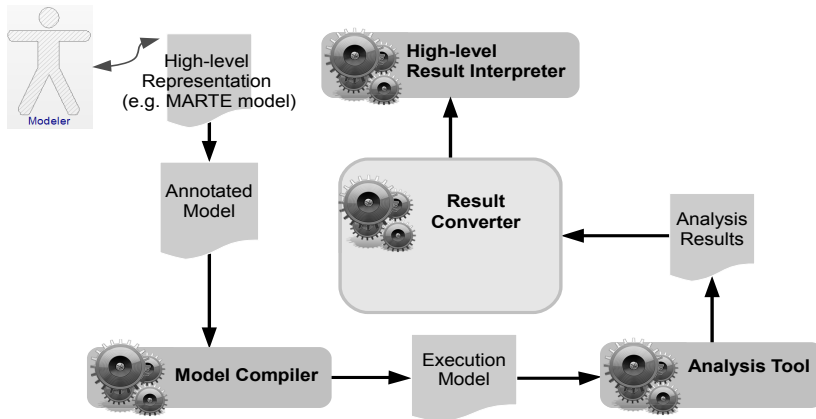 Modeler
High-level
Representation
(e.g. MARTE model)
High-level
Result Interpreter
Annotated
Model
Result
Converter
Analysis
Results
Model Compiler
Execution
Model
Analysis Tool